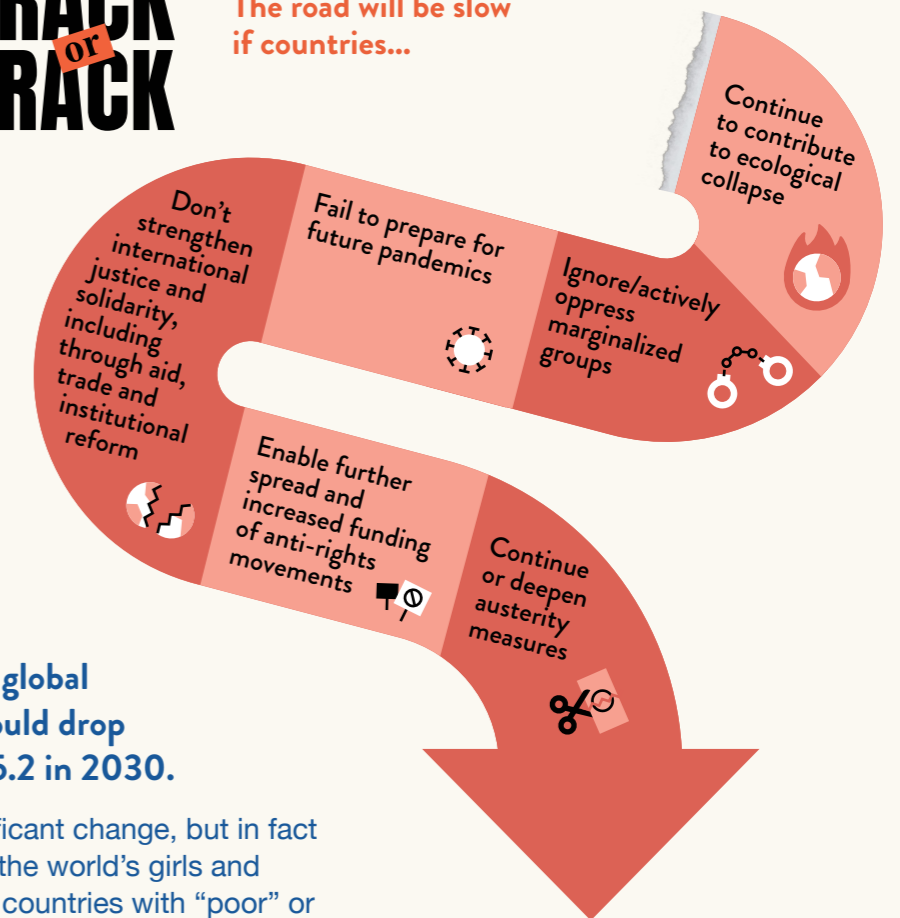 RACK
or
RACK
The road will be slow
if countries...
Continue
to contribute
to ecological
collapse
Ignore/actively
oppress
marginalized
groups
Fail to prepare for
future pandemics
Don't
strengthen
international
justice and
solidarity,
including
through aid,
trade and
institutional
reform
Enable further
spread and
increased funding
of anti-rights
movements
Continue
or deepen
austerity
measures
global
ould drop
6.2 in 2030.
ficant change, but in fact
the world's girls and
countries with "poor" or